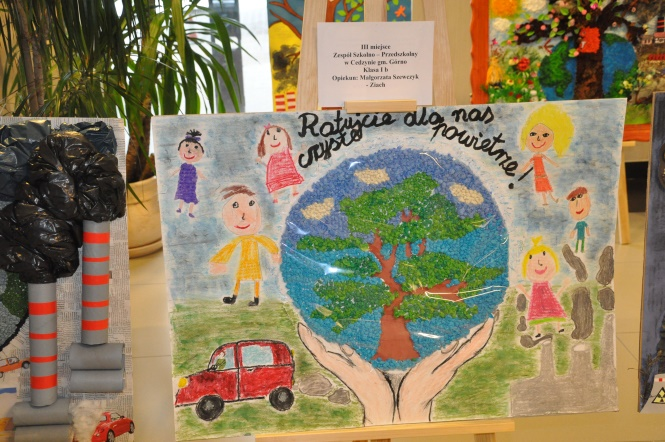 III miejsce
Zespół Szkolno – Przedszkolny
w Cedzynie gm. Górno
Klasa I b
Opiekun: Małgorzata Szewczyk
- Ziach
Ratujcie dla nas
czyste powietrze!